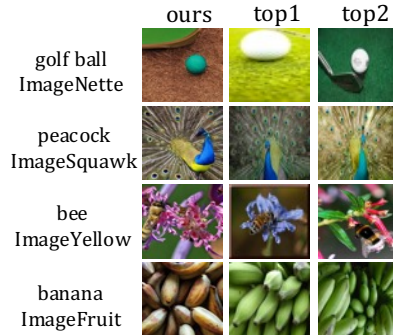 ours top1 top2
golf ball
ImageNette
peacock
ImageSquawk
bee
ImageYellow
banana
ImageFruit